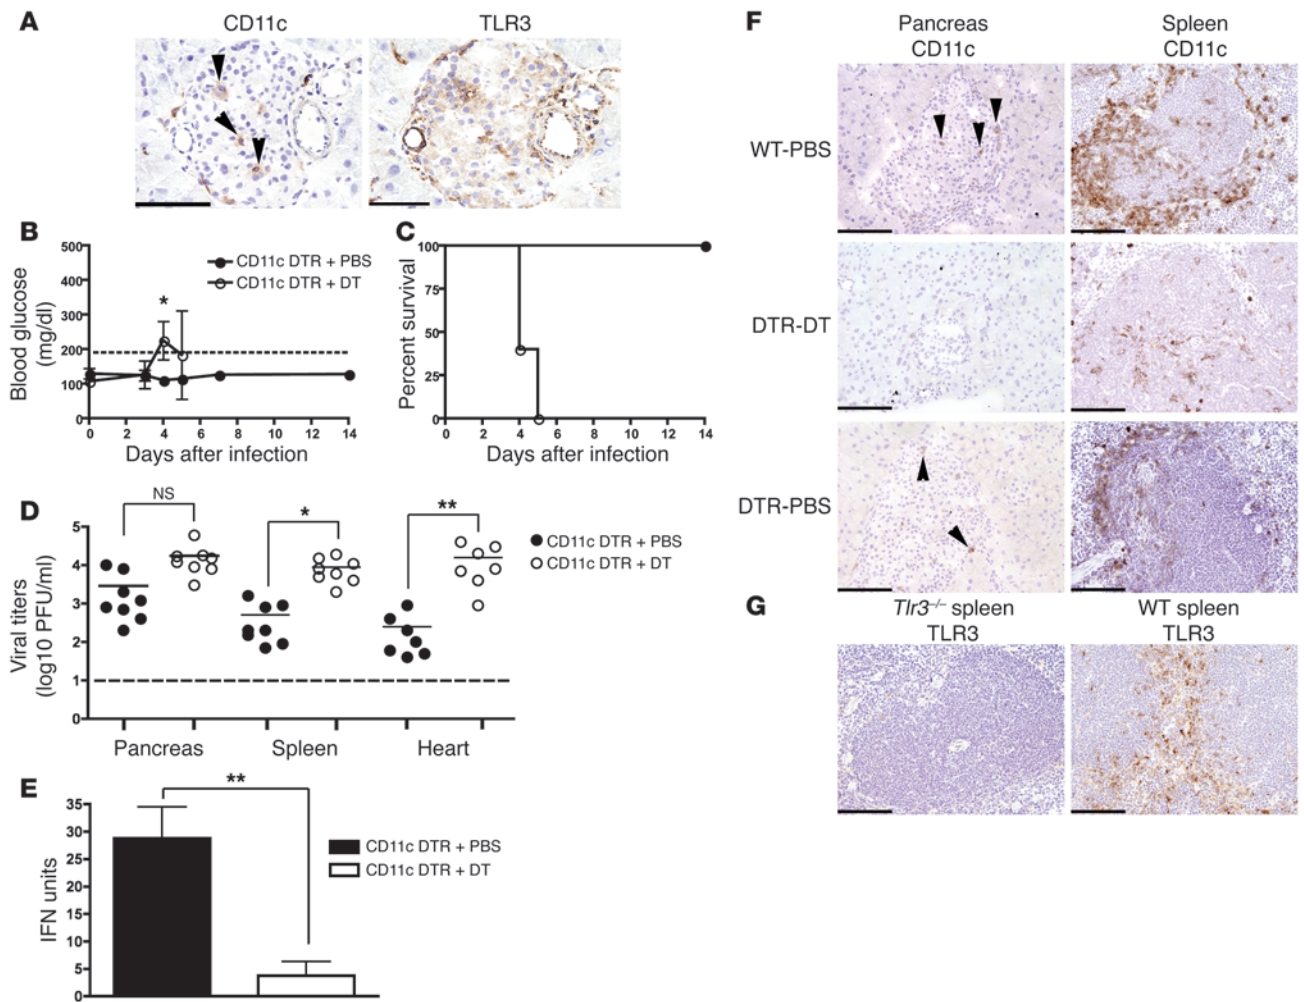 A
CD11c
TLR3
B
500
400
300
200
100
0
Blood glucose
(mg/dl)
CD11c DTR + PBS
CD11c DTR + DT
*
0 2 4 6 8 10 12 14
Days after infection
C
100
75
50
25
0
Percent survival
0 2 4 6 8 10 12 14
Days after infection
D
5
4
3
2
1
0
Viral titers
(log10 PFU/ml)
NS
*
**
CD11c DTR + PBS
CD11c DTR + DT
Pancreas Spleen Heart
E
35
30
25
20
15
10
5
0
IFN units
**
CD11c DTR + PBS
CD11c DTR + DT
F
Pancreas
CD11c
Spleen
CD11c
WT-PBS
DTR-DT
DTR-PBS
G
Tlr3–/– spleen
TLR3
WT spleen
TLR3